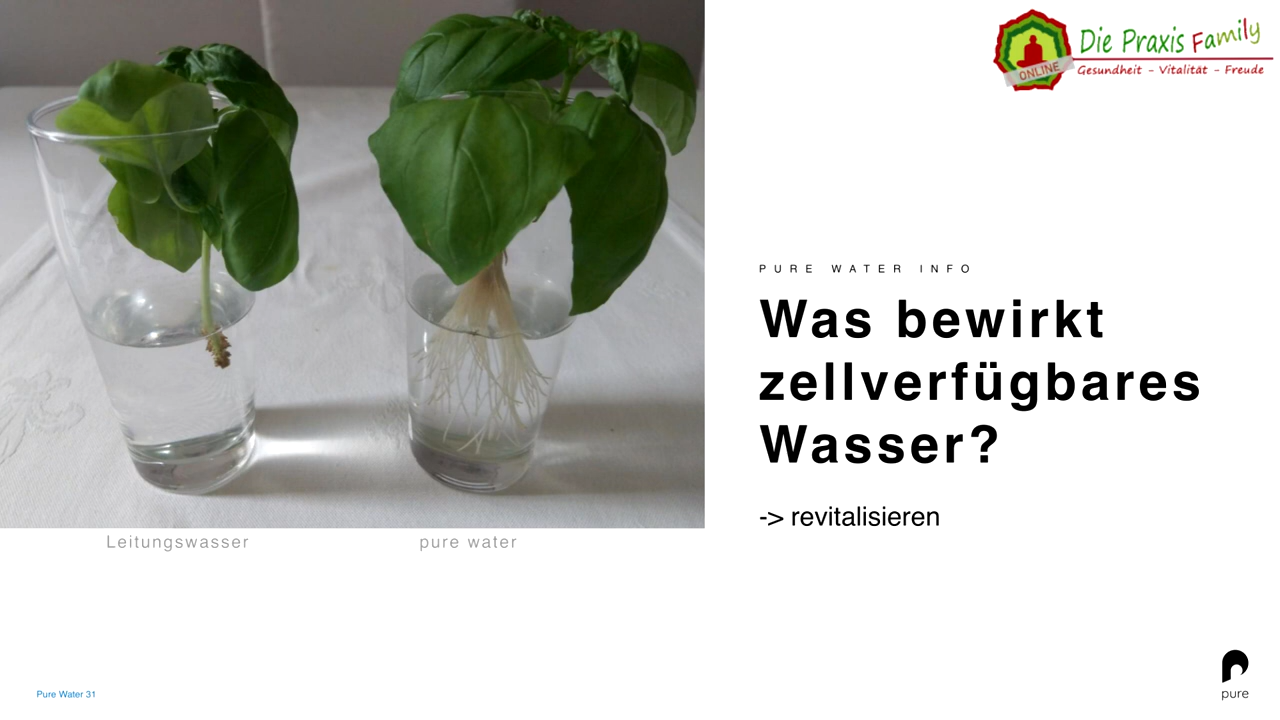 Die Praxis Family
ONLINE
Gesundheit - Vitalität - Freude
PURE WATER INFO
Was bewirkt
zellverfügbares
Wasser?
-> revitalisieren
Leitungswasser
pure water
Pure Water 31
pure